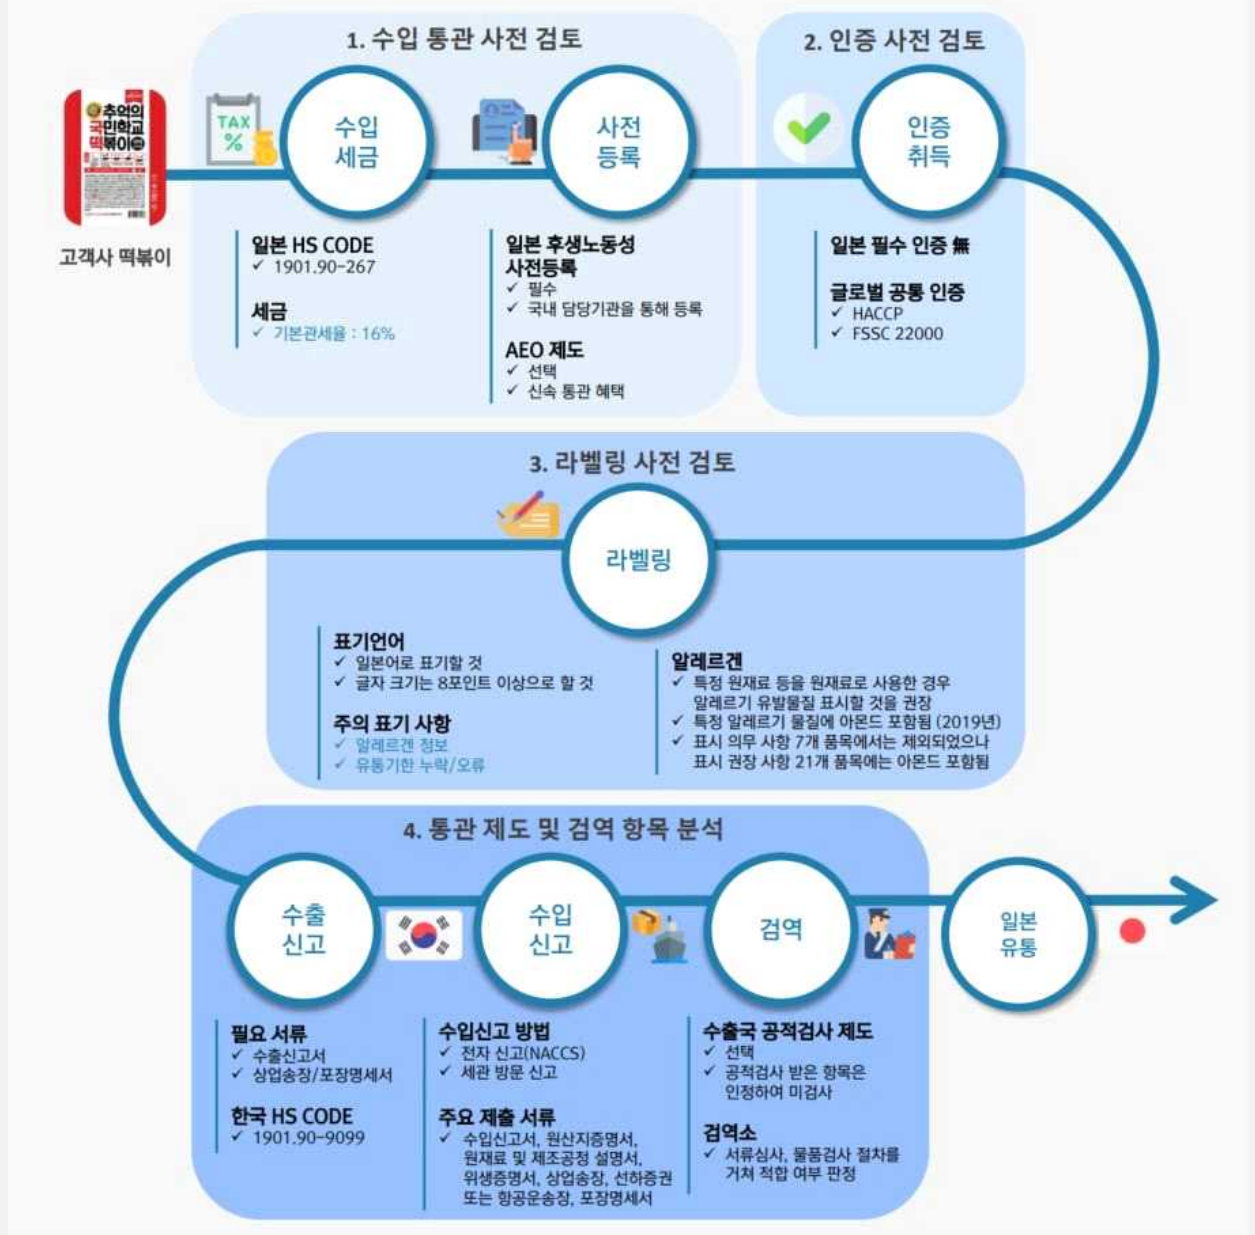 1. 수입 통관 사전 검토
2. 인증 사전 검토
추억의
국민학교
떡볶이
고객사 떡볶이
TAX
%
수입
세금
사전
등록
인증
취득
일본 HS CODE
✓ 1901.90-267
세금
✓ 기본관세율 : 16%
일본 후생노동성
사전등록
✓ 필수
✓ 국내 담당기관을 통해 등록
AEO 제도
✓ 선택
✓ 신속 통관 혜택
일본 필수 인증 無
글로벌 공통 인증
✓ HACCP
✓ FSSC 22000
3. 라벨링 사전 검토
라벨링
표기언어
✓ 일본어로 표기할 것
✓ 글자 크기는 8포인트 이상으로 할 것
주의 표기 사항
✓ 알레르겐 정보
✓ 유통기한 누락/오류
알레르겐
✓ 특정 원재료 등을 원재료로 사용한 경우
알레르기 유발물질 표시할 것을 권장
✓ 특정 알레르기 물질에 아몬드 포함됨 (2019년)
✓ 표시 의무 사항 7개 품목에서는 제외되었으나
표시 권장 사항 21개 품목에는 아몬드 포함됨
4. 통관 제도 및 검역 항목 분석
수출
신고
수입
신고
검역
일본
유통
필요 서류
✓ 수출신고서
✓ 상업송장/포장명세서
한국 HS CODE
✓ 1901.90-9099
수입신고 방법
✓ 전자 신고(NACCS)
✓ 세관 방문 신고
주요 제출 서류
✓ 수입신고서, 원산지증명서,
원재료 및 제조공정 설명서,
위생증명서, 상업송장, 선하증권
또는 항공운송장, 포장명세서
수출국 공적검사 제도
✓ 선택
✓ 공적검사 받은 항목은
인정하여 미검사
검역소
✓ 서류심사, 물품검사 절차를
거쳐 적합 여부 판정